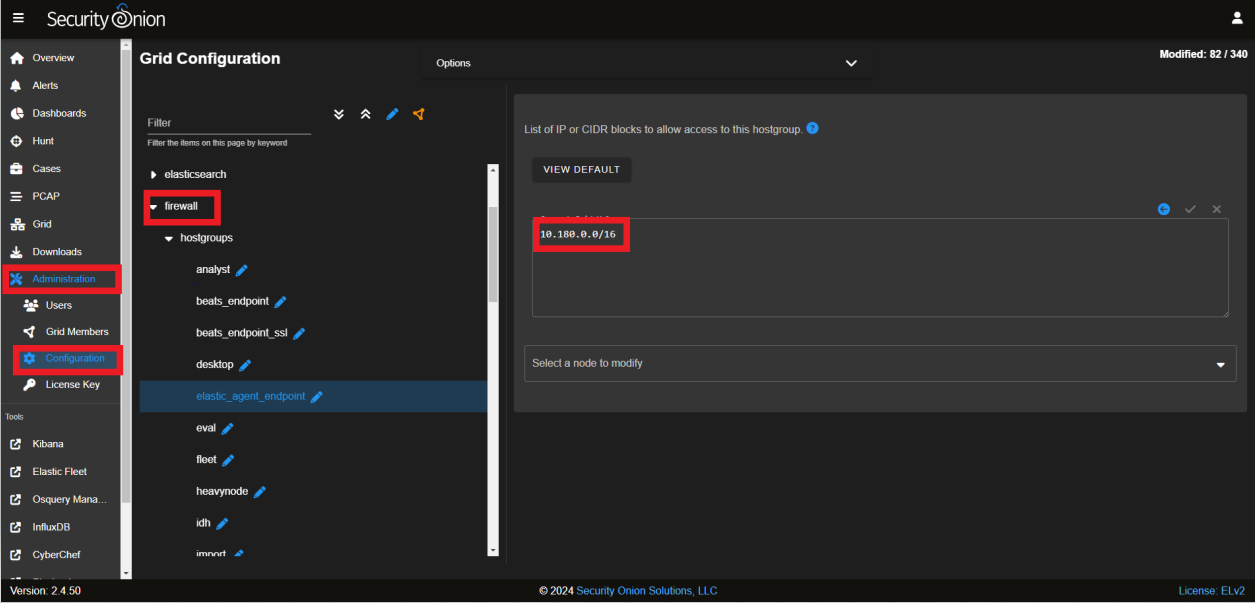 Security Onion
Overview
Alerts
Dashboards
Hunt
Cases
PCAP
Grid
Downloads
Administration
Users
Grid Members
Configuration
License Key
Tools
Kibana
Elastic Fleet
Osquery Mana...
InfluxDB
CyberChef
Version: 2.4.50
Grid Configuration
Options
Modified: 82 / 340
Filter
Filter the items on this page by keyword
elasticsearch
firewall
hostgroups
analyst
beats_endpoint
beats_endpoint_ssl
desktop
elastic_agent_endpoint
eval
fleet
heavynode
idh
import
List of IP or CIDR blocks to allow access to this hostgroup.
VIEW DEFAULT
10.180.0.0/16
Select a node to modify
© 2024 Security Onion Solutions, LLC
License: ELv2